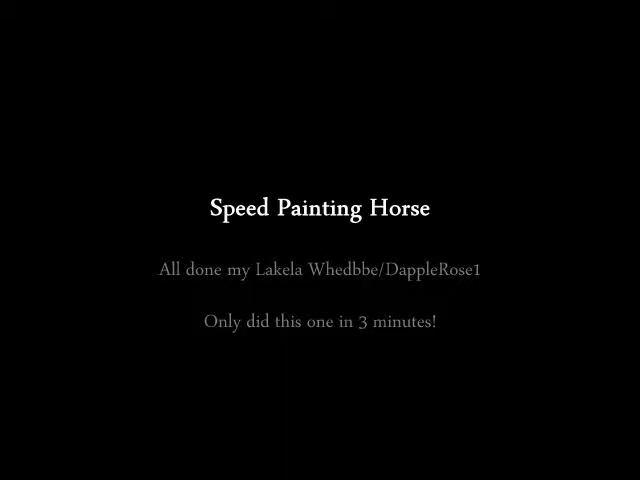 Speed Painting Horse
All done my Lakela Whedbbe/DappleRose1
Only did this one in 3 minutes!